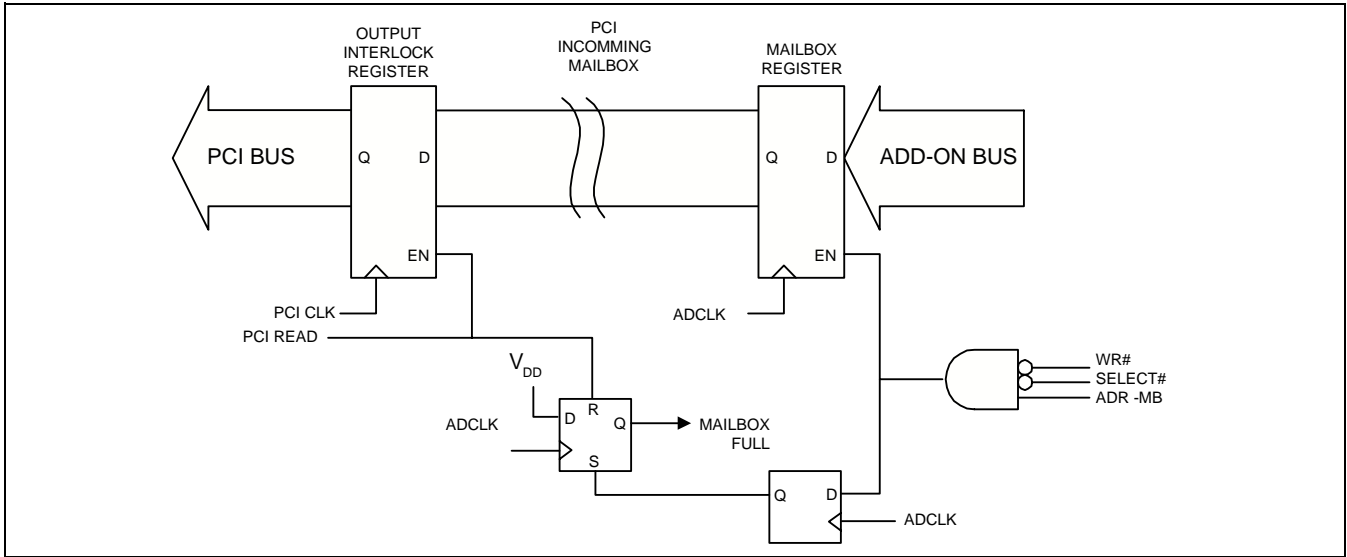 OUTPUT
INTERLOCK
REGISTER
PCI
INCOMMING
MAILBOX
MAILBOX
REGISTER
PCI BUS
Q
D
Q
D
ADD-ON BUS
EN
EN
PCI CLK
ADCLK
PCI READ
WR#
SELECT#
ADR -MB
VDD
D
R
Q
ADCLK
MAILBOX
FULL
S
Q
D
ADCLK